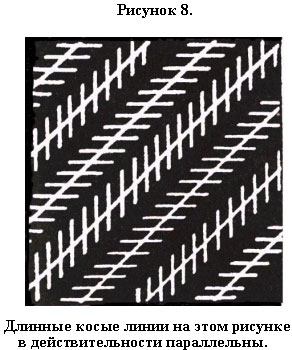 Рисунок 8.
Длинные косые линии на этом рисунке
в действительности параллельны.